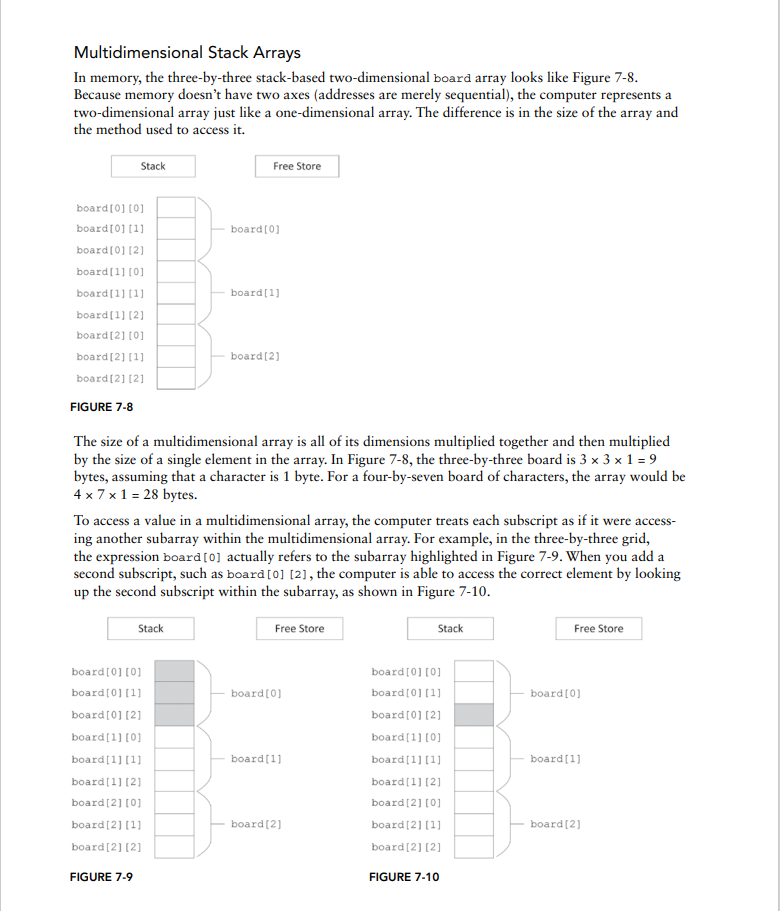 Multidimensional Stack Arrays
In memory, the three-by-three stack-based two-dimensional board array looks like Figure 7-8.
Because memory doesn't have two axes (addresses are merely sequential), the computer represents a
two-dimensional array just like a one-dimensional array. The difference is in the size of the array and
the method used to access it.
Stack Free Store
board[0][0]
board[0][1] board[0]
board[0][2]
board[1][0]
board[1][1] board[1]
board[1][2]
board[2][0]
board[2][1] board[2]
board[2][2]
FIGURE 7-8
The size of a multidimensional array is all of its dimensions multiplied together and then multiplied
by the size of a single element in the array. In Figure 7-8, the three-by-three board is 3 × 3 × 1 = 9
bytes, assuming that a character is 1 byte. For a four-by-seven board of characters, the array would be
4 × 7 × 1 = 28 bytes.
To access a value in a multidimensional array, the computer treats each subscript as if it were access-
ing another subarray within the multidimensional array. For example, in the three-by-three grid,
the expression board[0] actually refers to the subarray highlighted in Figure 7-9. When you add a
second subscript, such as board[0][2], the computer is able to access the correct element by looking
up the second subscript within the subarray, as shown in Figure 7-10.
Stack Free Store
board[0][0]
board[0][1] board[0]
board[0][2]
board[1][0]
board[1][1] board[1]
board[1][2]
board[2][0]
board[2][1] board[2]
board[2][2]
FIGURE 7-9
Stack Free Store
board[0][0]
board[0][1] board[0]
board[0][2]
board[1][0]
board[1][1] board[1]
board[1][2]
board[2][0]
board[2][1] board[2]
board[2][2]
FIGURE 7-10